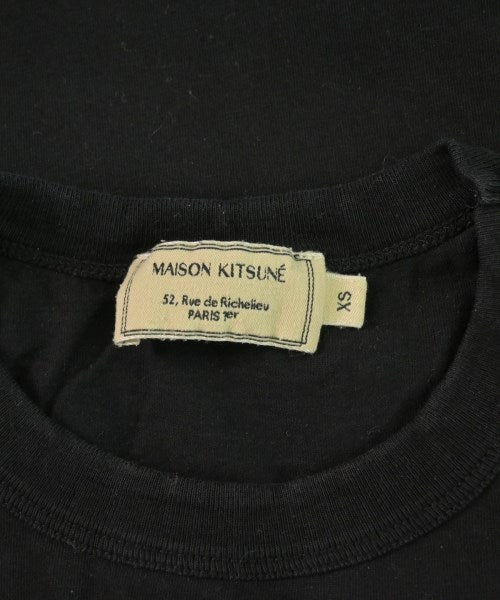 MAISON KITSUNÉ
52, Rue de Richelieu
PARIS 1er
XS